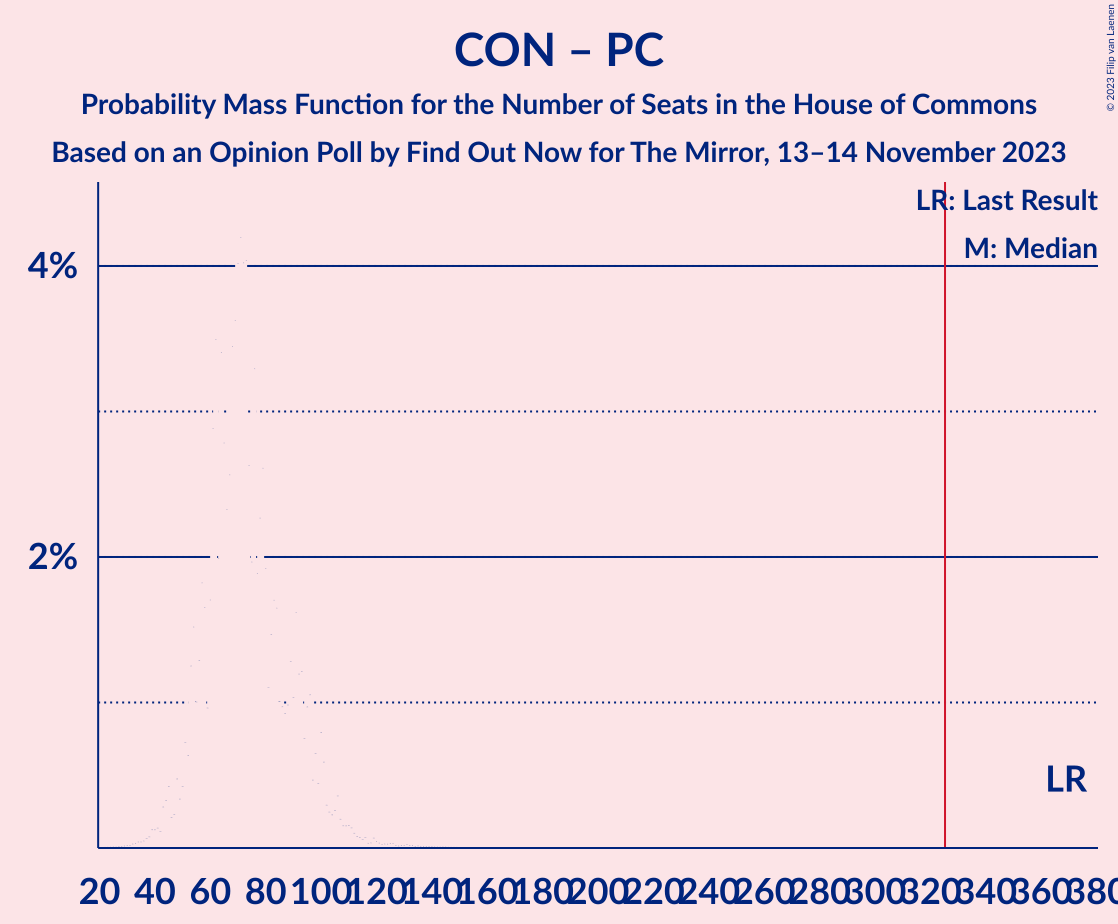 CON – PC
Probability Mass Function for the Number of Seats in the House of Commons
Based on an Opinion Poll by Find Out Now for The Mirror, 13–14 November 2023
© 2023 Filip van Laenen
LR: Last Result
M: Median
4%
2%
LR
20 40 60 80 100 120 140 160 180 200 220 240 260 280 300 320 340 360 380